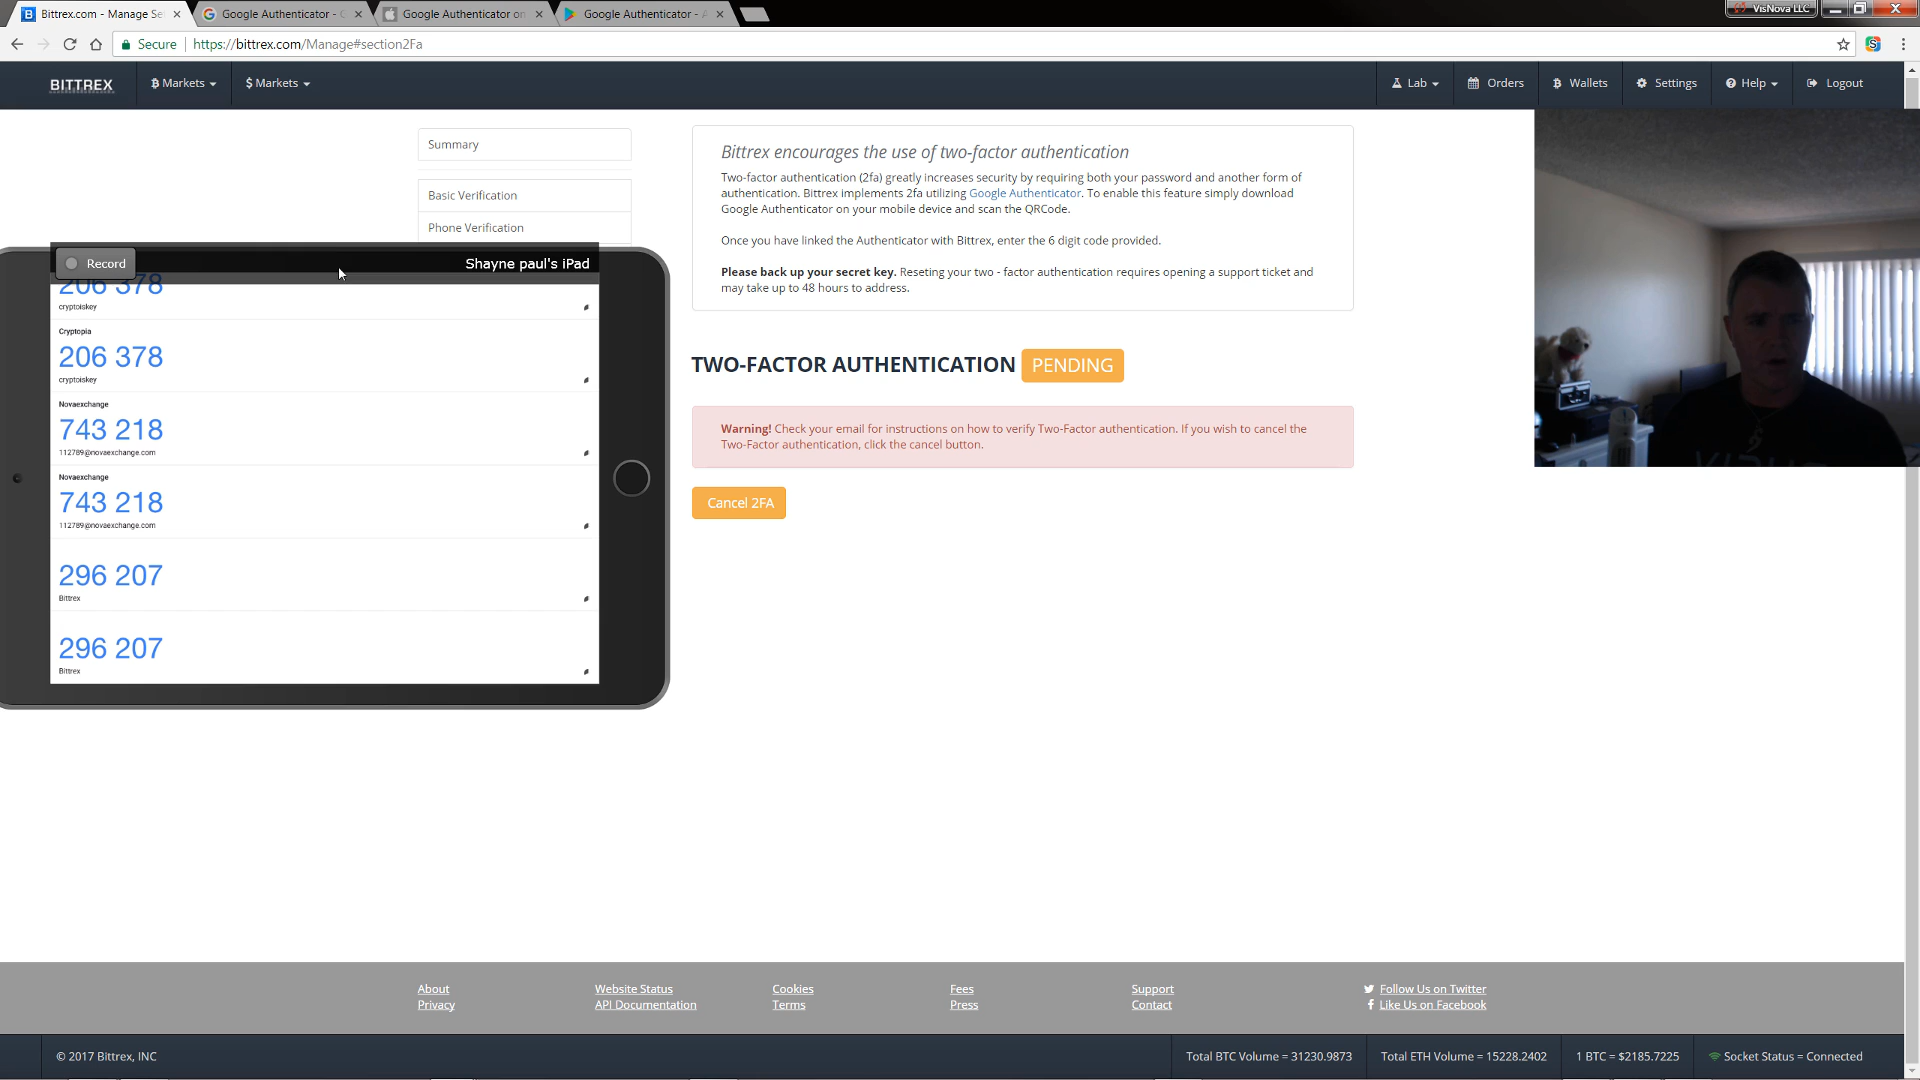 Bittrex.com - Manage Se
Google Authenticator - G
Google Authenticator on
Google Authenticator - A
VisNova LLC
Secure
https://bittrex.com/Manage#section2Fa
BITTREX
Markets
$ Markets
Lab
Orders
Wallets
Settings
Help
Logout
Summary
Basic Verification
Phone Verification
Bittrex encourages the use of two-factor authentication
Two-factor authentication (2fa) greatly increases security by requiring both your password and another form of
authentication. Bittrex implements 2fa utilizing Google Authenticator. To enable this feature simply download
Google Authenticator on your mobile device and scan the QRCode.
Once you have linked the Authenticator with Bittrex, enter the 6 digit code provided.
Please back up your secret key. Reseting your two - factor authentication requires opening a support ticket and
may take up to 48 hours to address.
TWO-FACTOR AUTHENTICATION PENDING
Warning! Check your email for instructions on how to verify Two-Factor authentication. If you wish to cancel the
Two-Factor authentication, click the cancel button.
Cancel 2FA
Record
Shayne paul's iPad
206 378
cryptoiskey
Cryptopia
206 378
cryptoiskey
Novaexchange
743 218
112789@novaexchange.com
Novaexchange
743 218
112789@novaexchange.com
296 207
Bittrex
296 207
Bittrex
About
Privacy
Website Status
API Documentation
Cookies
Terms
Fees
Press
Support
Contact
Follow Us on Twitter
Like Us on Facebook
© 2017 Bittrex, INC
Total BTC Volume = 31230.9873
Total ETH Volume = 15228.2402
1 BTC = $2185.7225
Socket Status = Connected